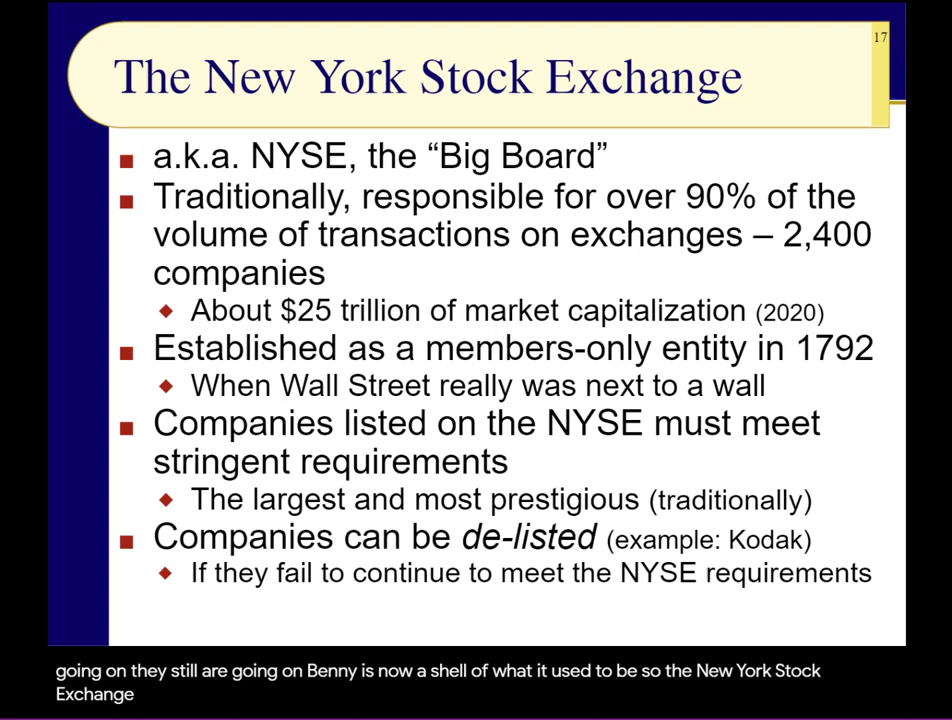 17
The New York Stock Exchange
a.k.a. NYSE, the “Big Board”
Traditionally, responsible for over 90% of the
volume of transactions on exchanges – 2,400
companies
About $25 trillion of market capitalization (2020)
Established as a members-only entity in 1792
When Wall Street really was next to a wall
Companies listed on the NYSE must meet
stringent requirements
The largest and most prestigious (traditionally)
Companies can be de-listed (example: Kodak)
If they fail to continue to meet the NYSE requirements
going on they still are going on Benny is now a shell of what it used to be so the New York Stock
Exchange